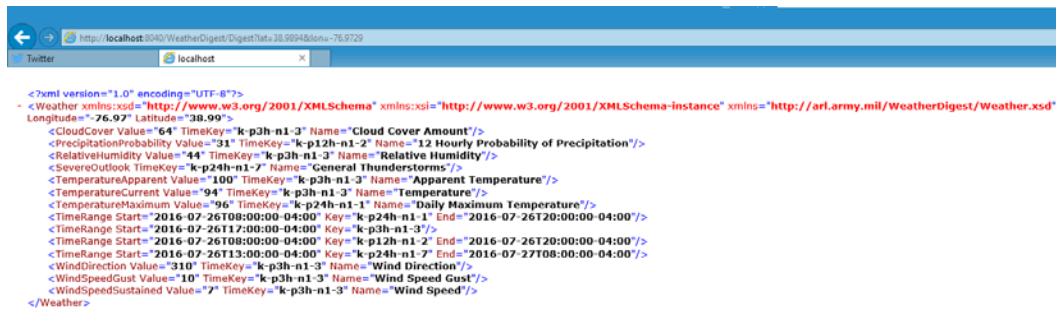 http://localhost:8040/WeatherDigest/Digest?lat=38.9894&lon=-76.9729
Twitter
localhost
×
<?xml version="1.0" encoding="UTF-8"?>
- <Weather xmlns:xsd="http://www.w3.org/2001/XMLSchema" xmlns:xsi="http://www.w3.org/2001/XMLSchema-instance" xmlns="http://arl.army.mil/WeatherDigest/Weather.xsd"
Longitude="-76.97" Latitude="38.99">
<CloudCover Value="64" TimeKey="k-p3h-n1-3" Name="Cloud Cover Amount"/>
<PrecipitationProbability Value="31" TimeKey="k-p12h-n1-2" Name="12 Hourly Probability of Precipitation"/>
<RelativeHumidity Value="44" TimeKey="k-p3h-n1-3" Name="Relative Humidity"/>
<SevereOutlook TimeKey="k-p24h-n1-7" Name="General Thunderstorms"/>
<TemperatureApparent Value="100" TimeKey="k-p3h-n1-3" Name="Apparent Temperature"/>
<TemperatureCurrent Value="94" TimeKey="k-p3h-n1-3" Name="Temperature"/>
<TemperatureMaximum Value="96" TimeKey="k-p24h-n1-1" Name="Daily Maximum Temperature"/>
<TimeRange Start="2016-07-26T08:00:00-04:00" Key="k-p24h-n1-1" End="2016-07-26T20:00:00-04:00"/>
<TimeRange Start="2016-07-26T17:00:00-04:00" Key="k-p3h-n1-3"/>
<TimeRange Start="2016-07-26T08:00:00-04:00" Key="k-p12h-n1-2" End="2016-07-26T20:00:00-04:00"/>
<TimeRange Start="2016-07-26T13:00:00-04:00" Key="k-p24h-n1-7" End="2016-07-27T08:00:00-04:00"/>
<WindDirection Value="310" TimeKey="k-p3h-n1-3" Name="Wind Direction"/>
<WindSpeedGust Value="10" TimeKey="k-p3h-n1-3" Name="Wind Speed Gust"/>
<WindSpeedSustained Value="7" TimeKey="k-p3h-n1-3" Name="Wind Speed"/>
</Weather>